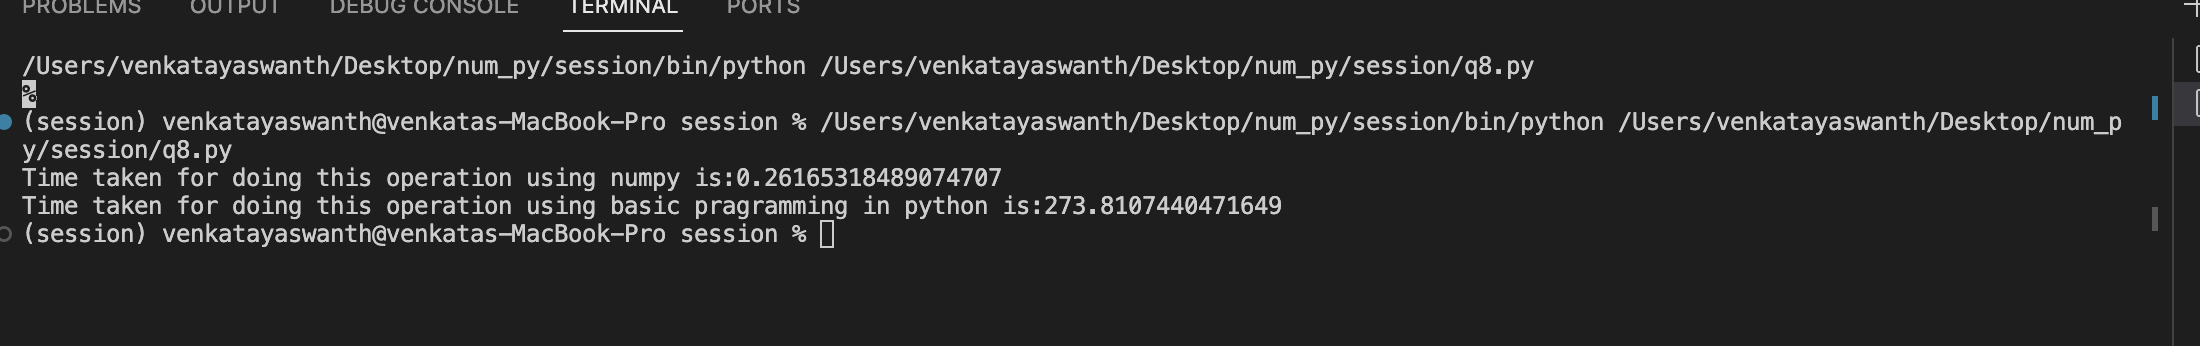 PROBLEMS OUTPUT DEBUG CONSOLE TERMINAL PORTS
/Users/venkatayaswanth/Desktop/num_py/session/bin/python /Users/venkatayaswanth/Desktop/num_py/session/q8.py
%
(session) venkatayaswanth@venkatas-MacBook-Pro session % /Users/venkatayaswanth/Desktop/num_py/session/bin/python /Users/venkatayaswanth/Desktop/num_p
y/session/q8.py
Time taken for doing this operation using numpy is:0.26165318489074707
Time taken for doing this operation using basic pragramming in python is:273.8107440471649
(session) venkatayaswanth@venkatas-MacBook-Pro session %